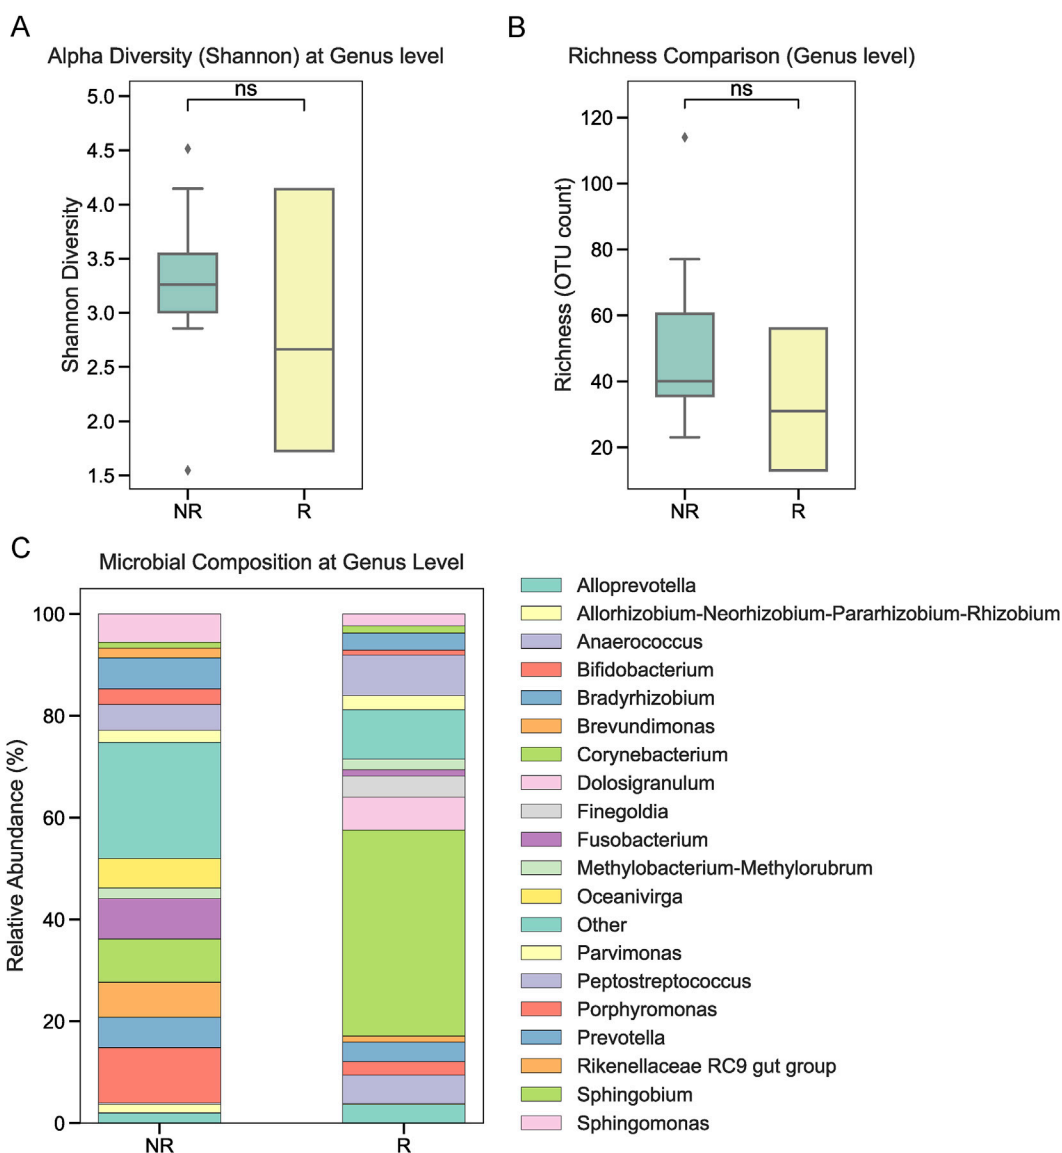 A
Alpha Diversity (Shannon) at Genus level
5.0
4.5
4.0
3.5
3.0
2.5
2.0
1.5
Shannon Diversity
ns
NR
R
B
Richness Comparison (Genus level)
120
100
80
60
40
20
Richness (OTU count)
ns
NR
R
C
Microbial Composition at Genus Level
100
80
60
40
20
0
Relative Abundance (%)
NR
R
Alloprevotella
Allorhizobium-Neorhizobium-Pararhizobium-Rhizobium
Anaerococcus
Bifidobacterium
Bradyrhizobium
Brevundimonas
Corynebacterium
Dolosigranulum
Finegoldia
Fusobacterium
Methylobacterium-Methylorubrum
Oceanivirga
Other
Parvimonas
Peptostreptococcus
Porphyromonas
Prevotella
Rikenellaceae RC9 gut group
Sphingobium
Sphingomonas